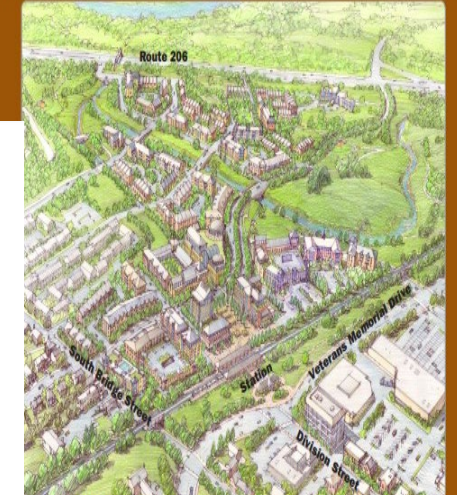 Route 206
Veterans Memorial Drive
South Bridge Street
Station
Division Street